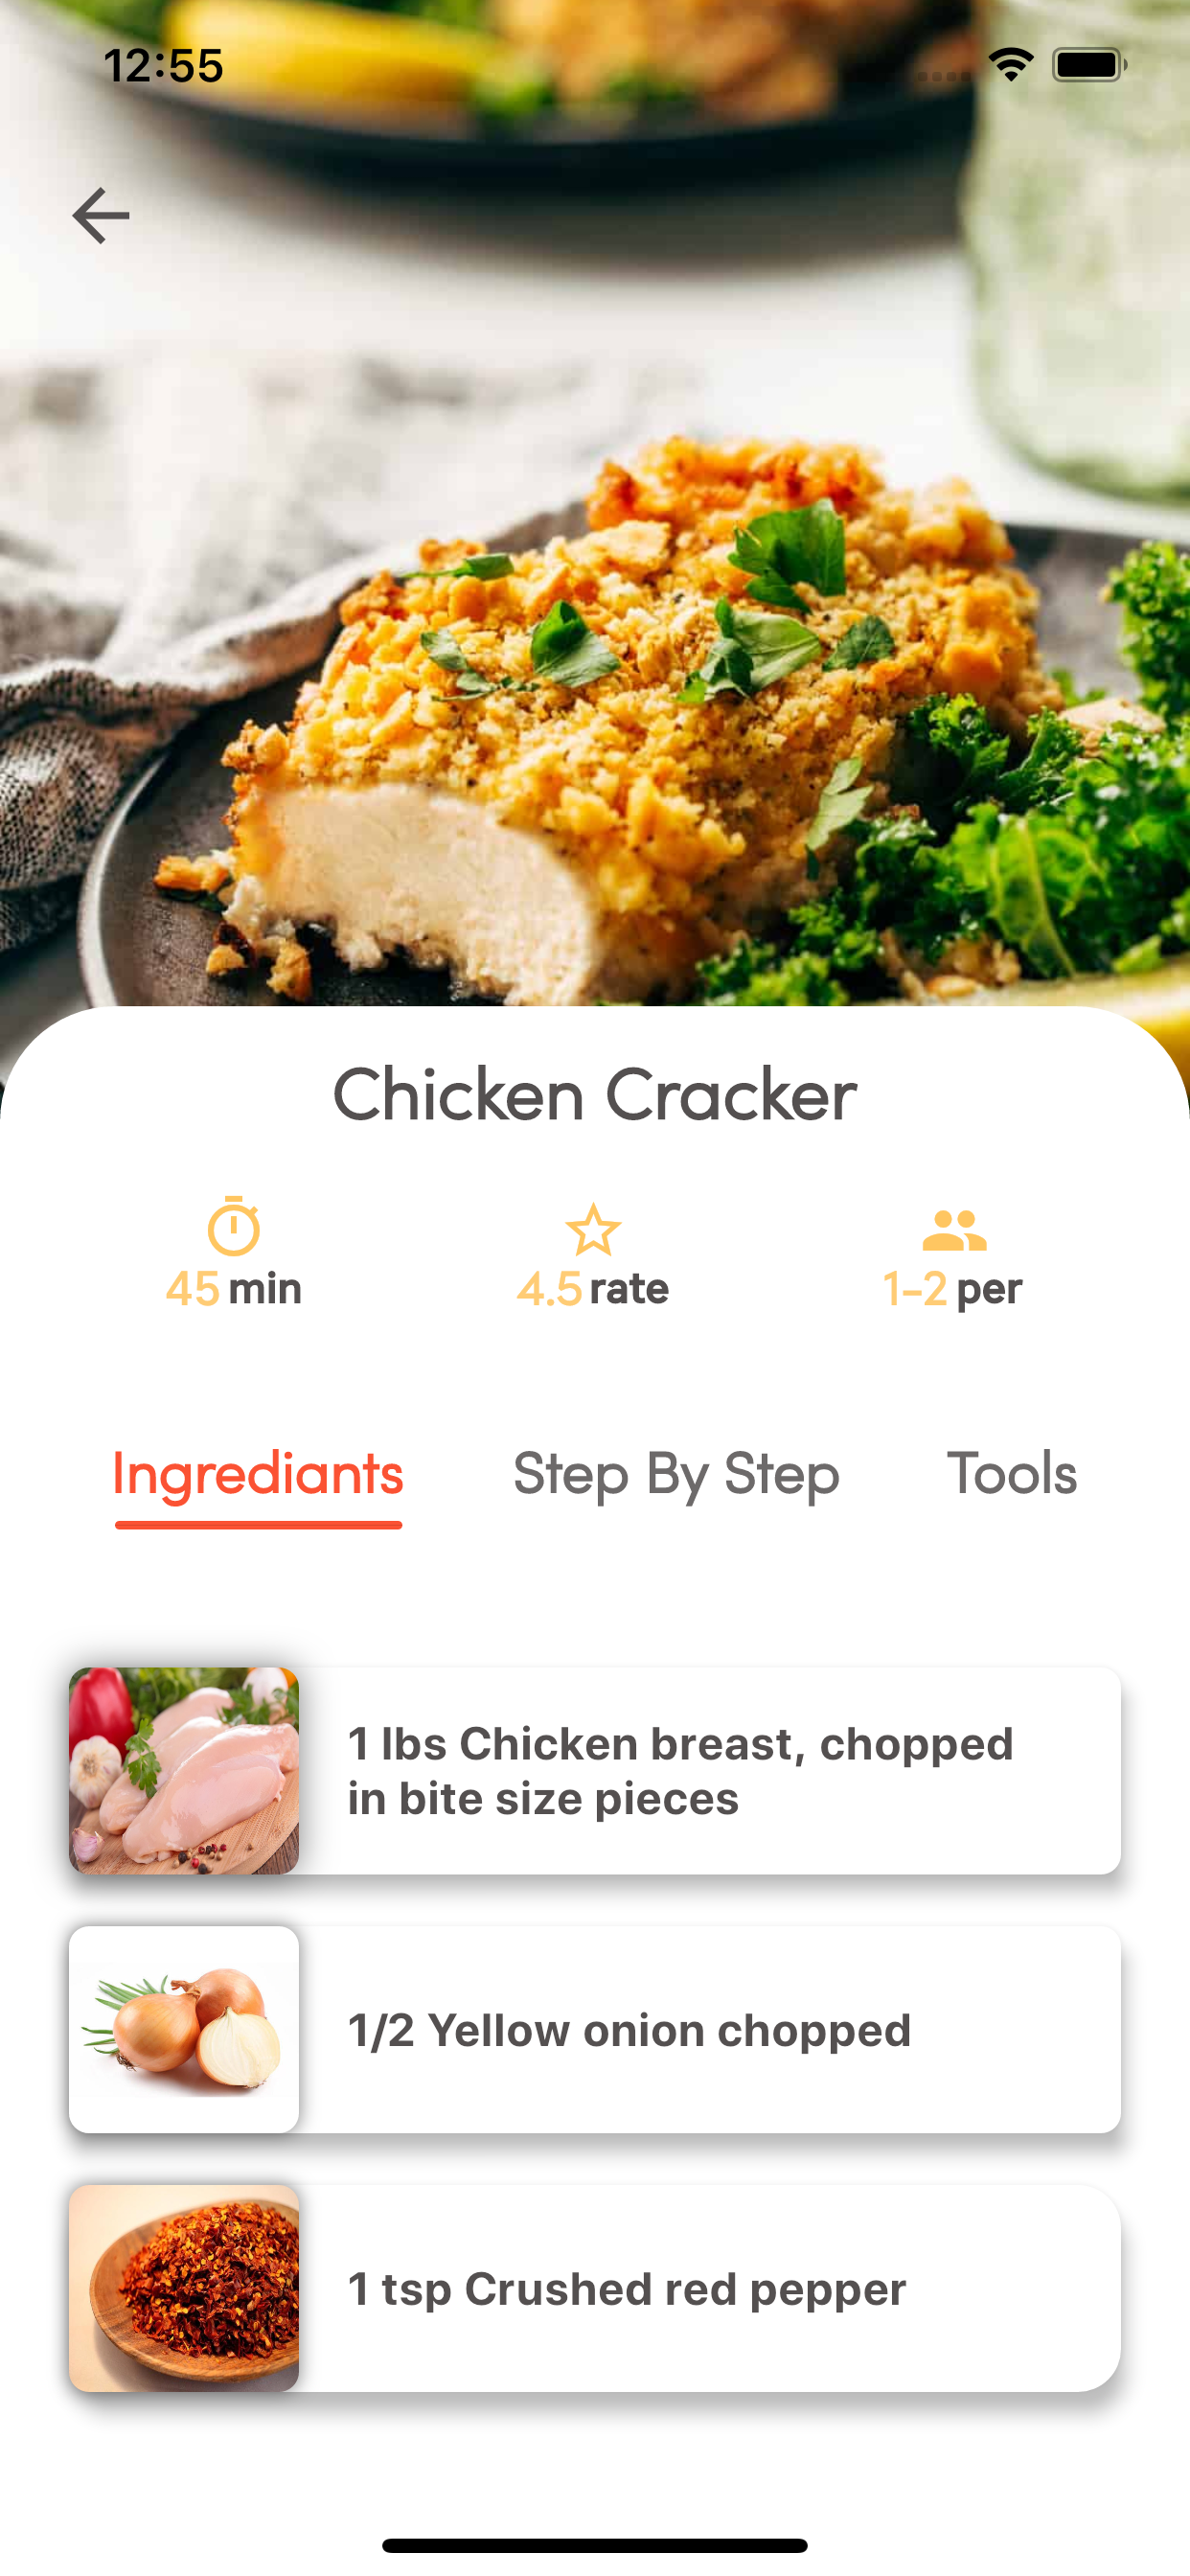 12:55
Chicken Cracker
45 min
4.5 rate
1-2 per
Ingrediants
Step By Step
Tools
1 lbs Chicken breast, chopped
in bite size pieces
1/2 Yellow onion chopped
1 tsp Crushed red pepper